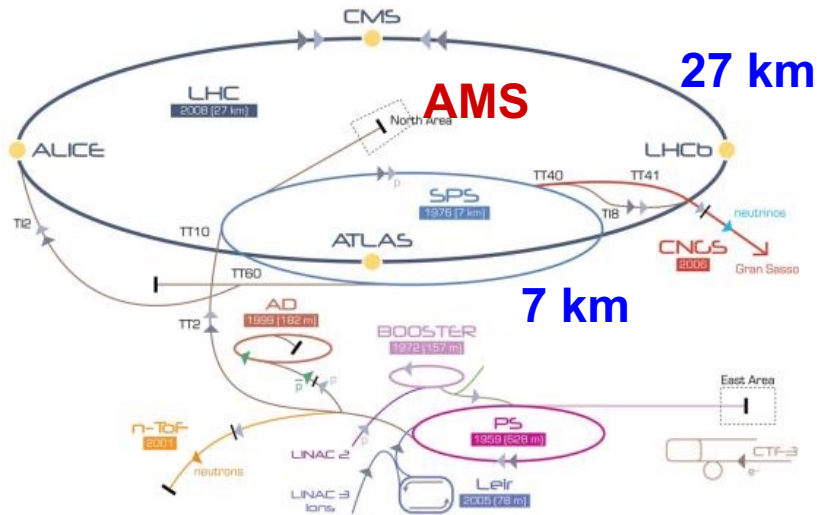 CMS
27 km
LHC
2008 (27 km)
AMS
North Area
ALICE
LHCb
TT40
TT41
p
SPS
1976 (7 km)
TI8
TI2
TT10
neutrinos
ATLAS
CNGS
2006
Gran Sasso
TT60
7 km
AD
1999 (182 m)
TT2
BOOSTER
1972 (157 m)
p̅
p
East Area
n-ToF
2001
p
PS
1959 (628 m)
LINAC 2
neutrons
CTF-3
e-
LINAC 3
Ions
Leir
2005 (78 m)